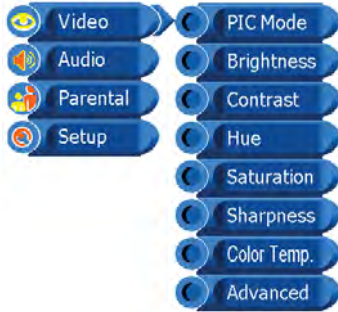 Video
Audio
Parental
Setup
PIC Mode
Brightness
Contrast
Hue
Saturation
Sharpness
Color Temp.
Advanced